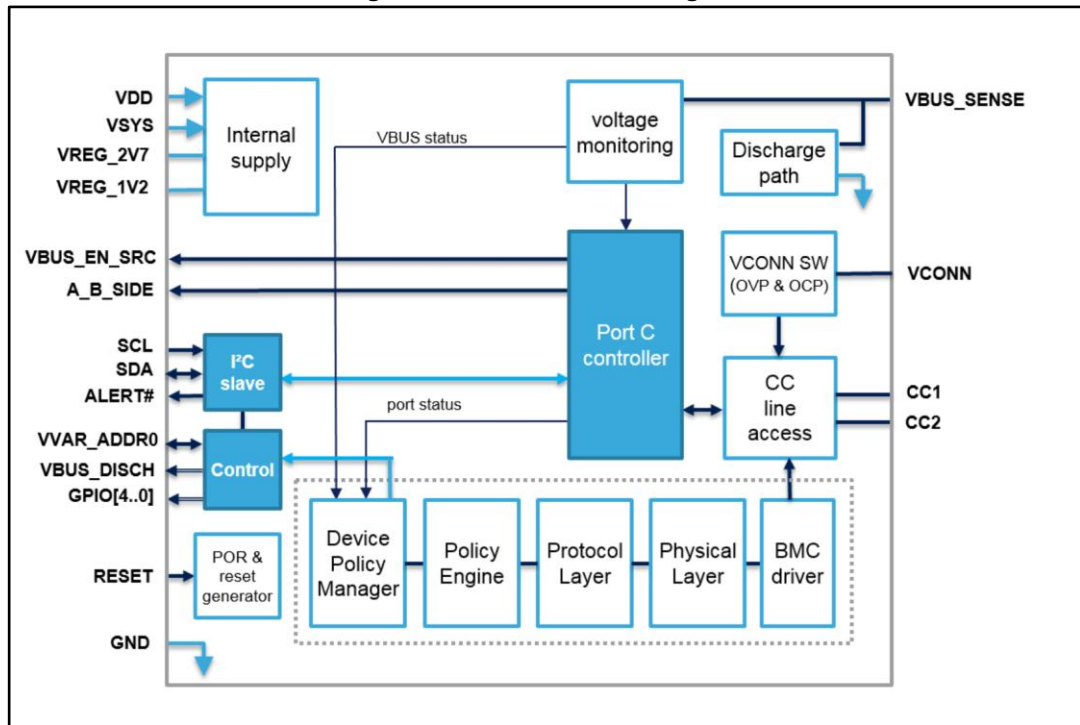 VDD
VSYS
VREG_2V7
VREG_1V2
Internal
supply
VBUS status
voltage
monitoring
VBUS_SENSE
Discharge
path
VBUS_EN_SRC
A_B_SIDE
Port C
controller
VCONN SW
(OVP & OCP)
VCONN
SCL
SDA
ALERT#
I²C
slave
port status
CC
line
access
CC1
CC2
VVAR_ADDR0
VBUS_DISCH
GPIO[4..0]
Control
Device
Policy
Manager
Policy
Engine
Protocol
Layer
Physical
Layer
BMC
driver
RESET
POR &
reset
generator
GND